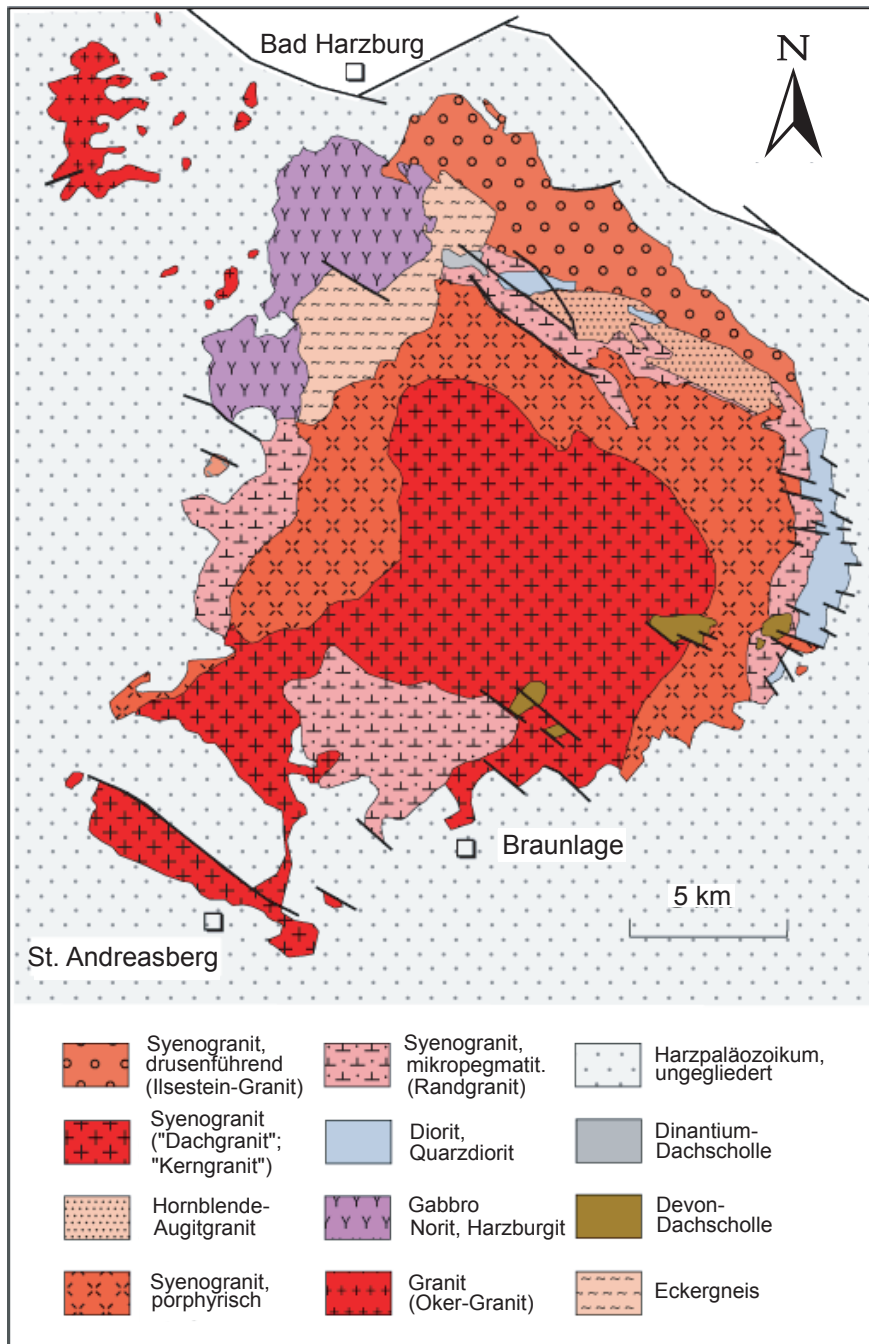 Bad Harzburg
N
Braunlage
5 km
St. Andreasberg
Syenogranit,
drusenführend
(Ilsestein-Granit)
Syenogranit
("Dachgranit";
"Kerngranit")
Hornblende-
Augitgranit
Syenogranit,
porphyrisch
Syenogranit,
mikropegmatit.
(Randgranit)
Diorit,
Quarzdiorit
Gabbro
Norit, Harzburgit
Granit
(Oker-Granit)
Harzpaläozoikum,
ungegliedert
Dinantium-
Dachscholle
Devon-
Dachscholle
Eckergneis